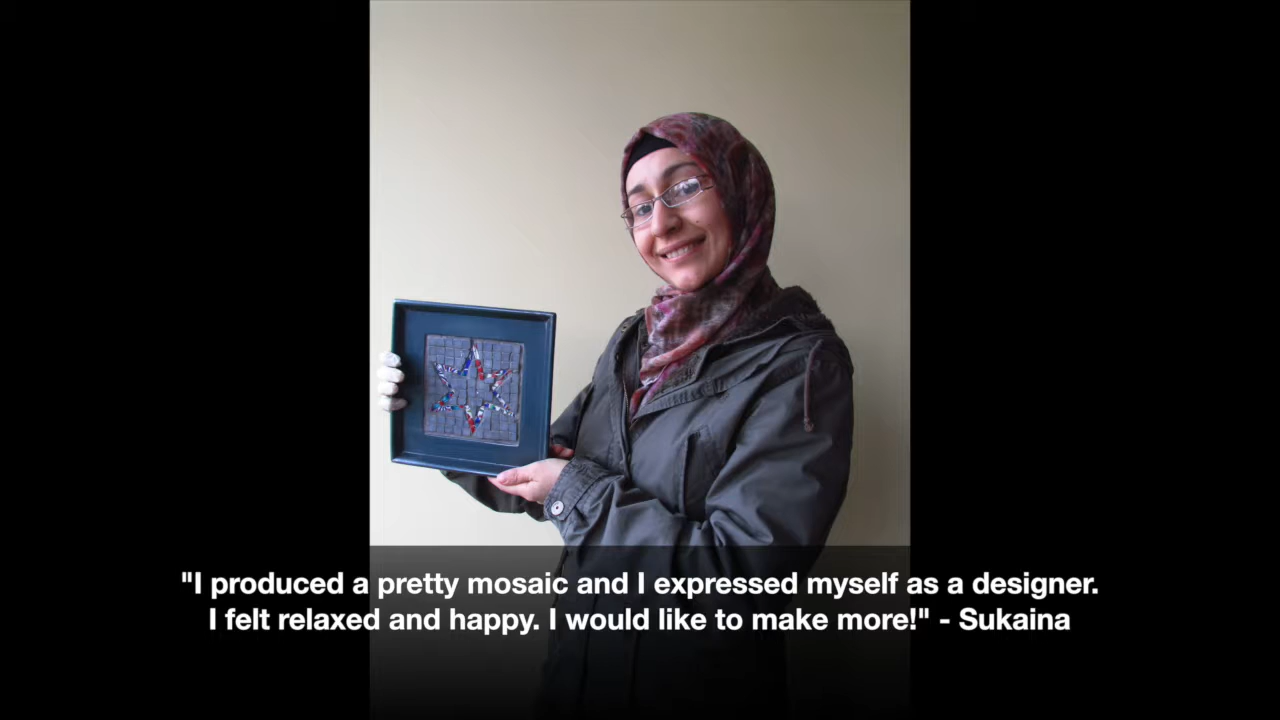 "I produced a pretty mosaic and I expressed myself as a designer.
I felt relaxed and happy. I would like to make more!" - Sukaina